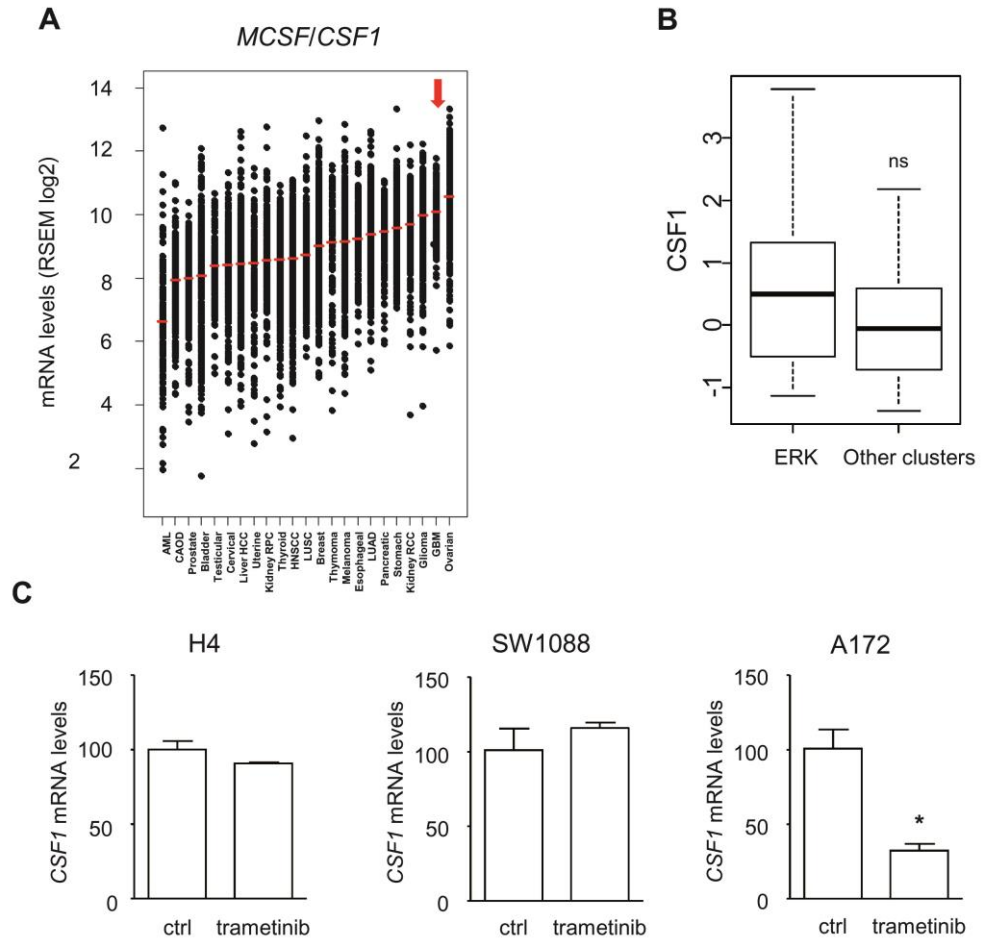 A
MCSF/CSF1
mRNA levels (RSEM log2)
14
12
10
8
6
4
2
AML
CAOD
Prostate
Bladder
Testicular
Cervical
Liver HCC
Uterine
Kidney RPC
Thyroid
HNSCC
LUSC
Breast
Thymoma
Melanoma
Esophageal
LUAD
Pancreatic
Stomach
Kidney RCC
Glioma
GBM
Ovarian
B
CSF1
3
2
1
0
-1
ns
ERK
Other clusters
C
H4
CSF1 mRNA levels
150
100
50
0
ctrl trametinib
SW1088
CSF1 mRNA levels
150
100
50
0
ctrl trametinib
A172
CSF1 mRNA levels
150
100
50
0
*
ctrl trametinib